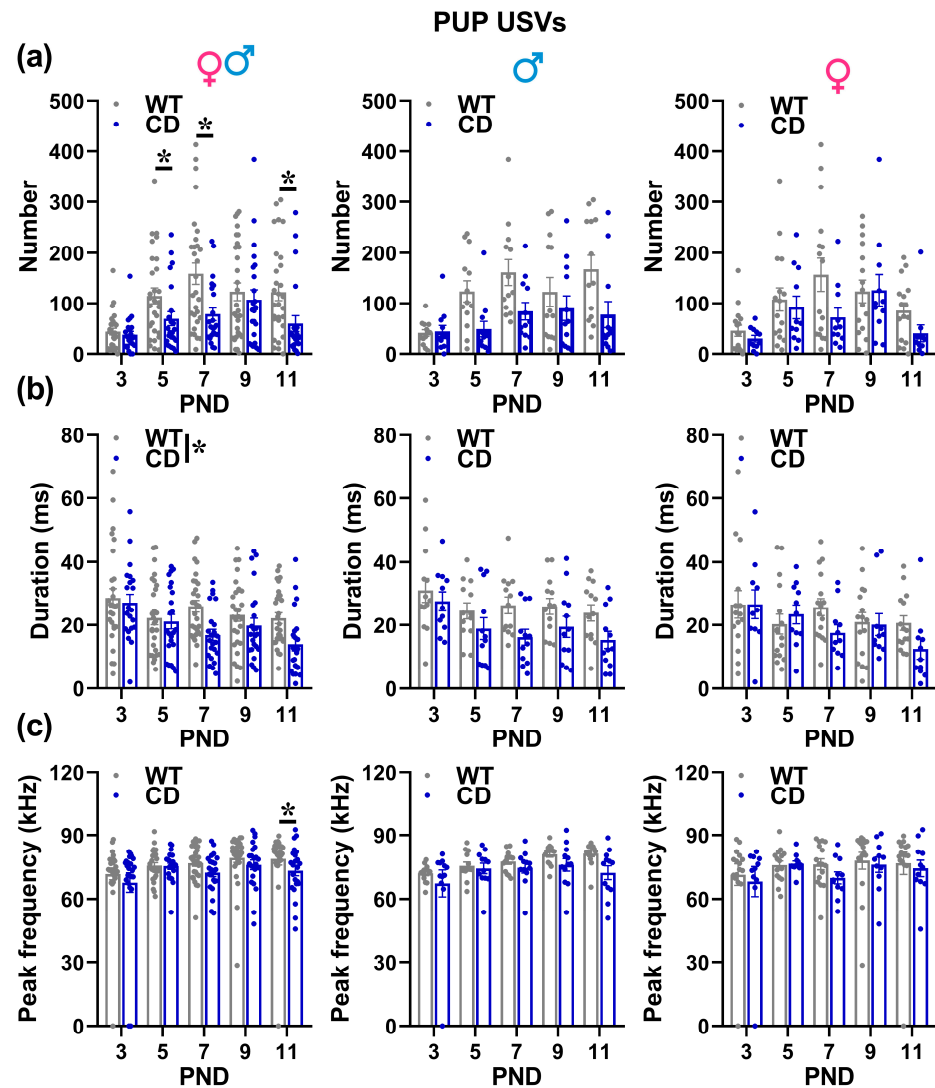 PUP USVs
(a)
♀♂ ♂ ♀
500 WT 500 WT 500 WT
CD CD CD
400 * * 400 400
300 * 300 300
200 200 200
100 100 100
0 0 0
Number Number Number
3 5 7 9 11 3 5 7 9 11 3 5 7 9 11
PND PND PND
(b)
80 WT 80 WT 80 WT
CD * CD CD
60 60 60
40 40 40
20 20 20
0 0 0
Duration (ms) Duration (ms) Duration (ms)
3 5 7 9 11 3 5 7 9 11 3 5 7 9 11
PND PND PND
(c)
120 WT 120 WT 120 WT
CD CD CD
90 * 90 90
60 60 60
30 30 30
0 0 0
Peak frequency (kHz) Peak frequency (kHz) Peak frequency (kHz)
3 5 7 9 11 3 5 7 9 11 3 5 7 9 11
PND PND PND